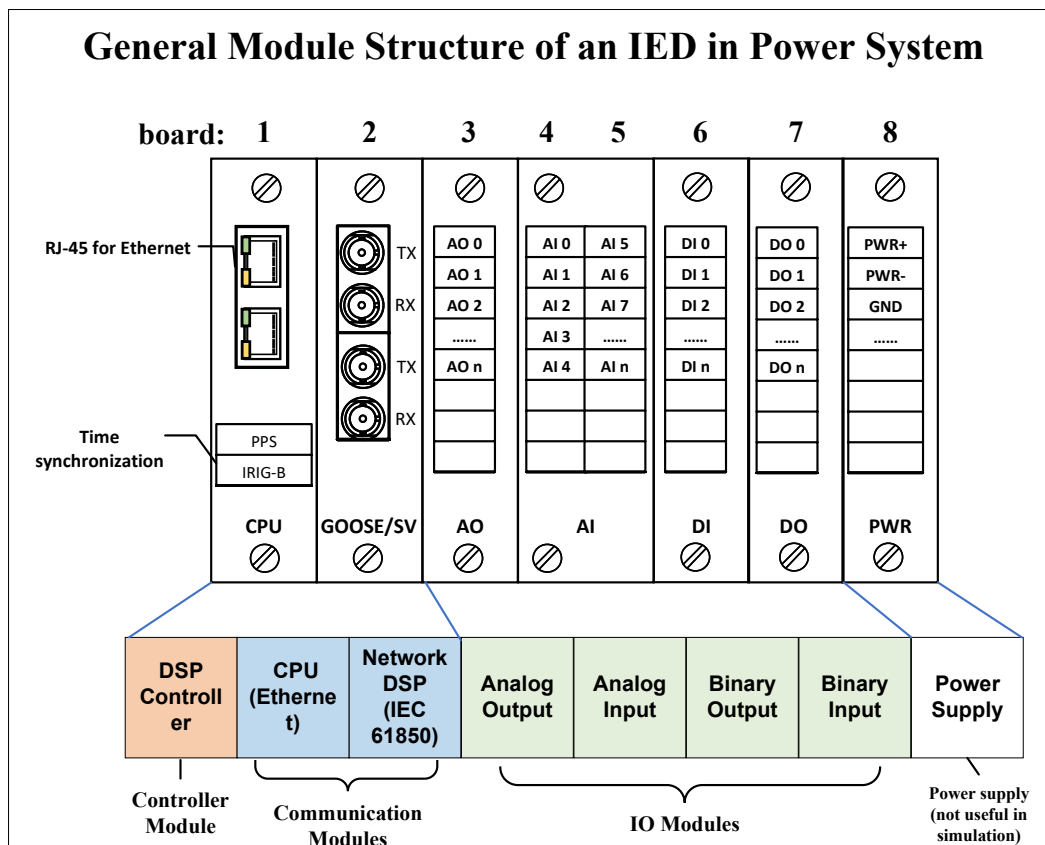 General Module Structure of an IED in Power System
board: 1 2 3 4 5 6 7 8
RJ-45 for Ethernet
TX
RX
TX
RX
AO 0
AO 1
AO 2
......
AO n
AI 0
AI 1
AI 2
AI 3
AI 4
AI 5
AI 6
AI 7
......
AI n
DI 0
DI 1
DI 2
......
DI n
DO 0
DO 1
DO 2
......
DO n
PWR+
PWR-
GND
......
Time
synchronization
PPS
IRIG-B
CPU GOOSE/SV AO AI DI DO PWR
DSP
Controll
er
CPU
(Etherne
t)
Network
DSP
(IEC
61850)
Analog
Output
Analog
Input
Binary
Output
Binary
Input
Power
Supply
Controller
Module
Communication
Modules
IO Modules
Power supply
(not useful in
simulation)